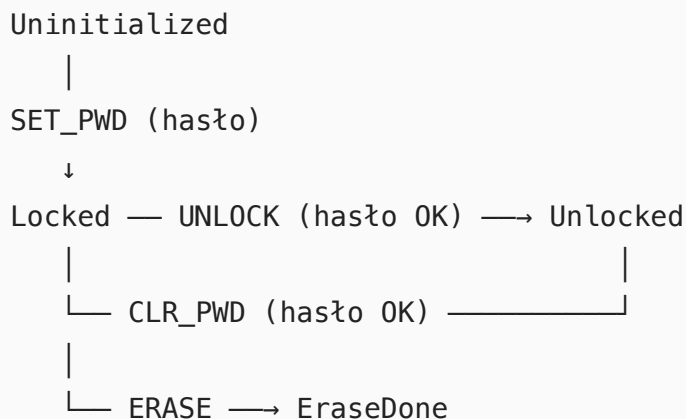 Uninitialized
│
SET_PWD (hasło)
↓
Locked ── UNLOCK (hasło OK) ──→ Unlocked
│ │
└── CLR_PWD (hasło OK) ──────────┘
│
└── ERASE ──→ EraseDone